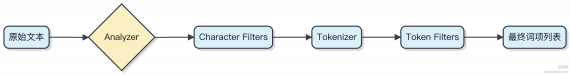 原始文本
Analyzer
Character Filters
Tokenizer
Token Filters
最终词项列表